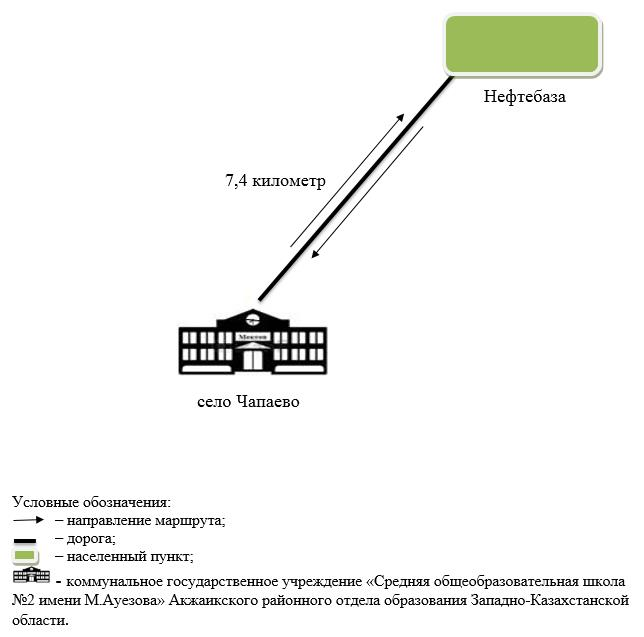 Нефтебаза
7,4 километр
Мектеп
село Чапаево
Условные обозначения:
– направление маршрута;
– дорога;
– населенный пункт;
- коммунальное государственное учреждение «Средняя общеобразовательная школа
№2 имени М.Ауезова» Акжаикского районного отдела образования Западно-Казахстанской
области.